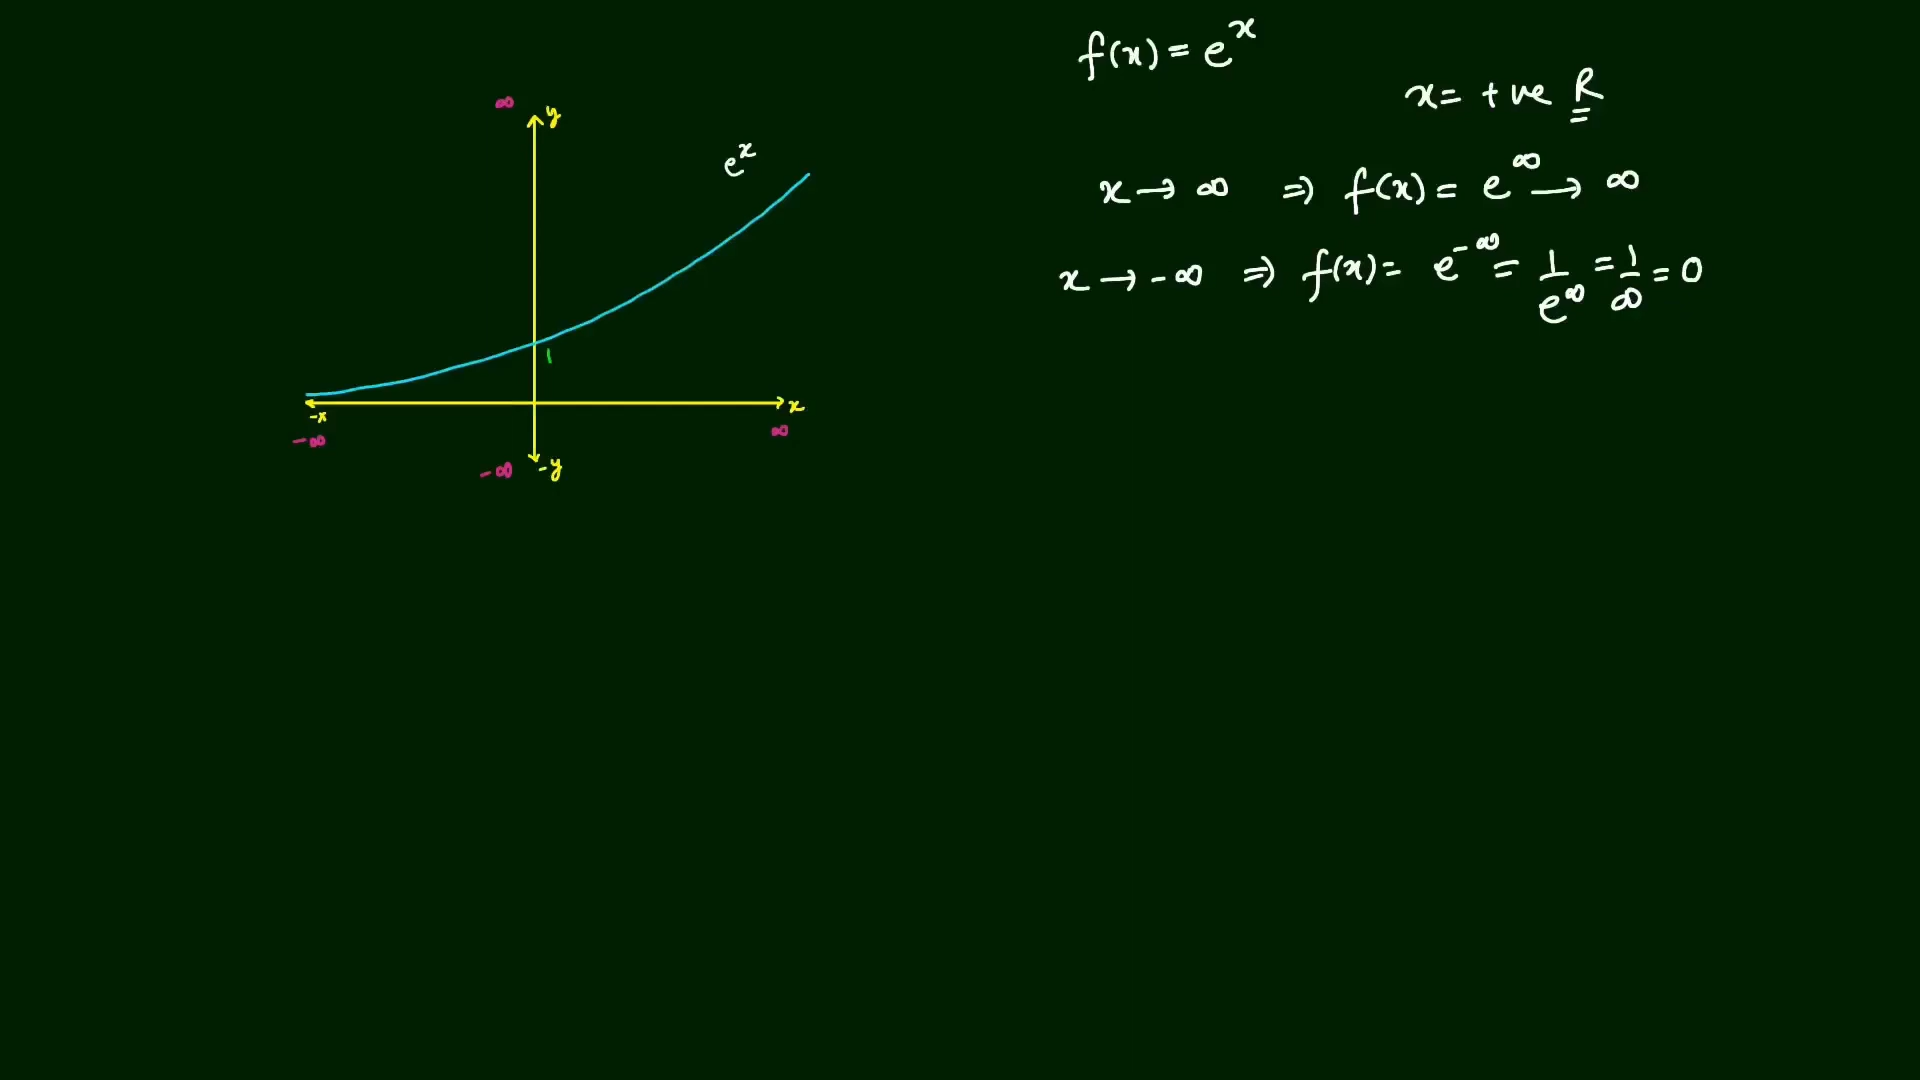 f(x) = e^x
x = +ve R
x → ∞ ⇒ f(x) = e^∞ → ∞
x → -∞ ⇒ f(x) = e^-∞ = 1/e^∞ = 1/∞ = 0
∞
y
e^x
1
-x
x
-∞
∞
-∞
-y